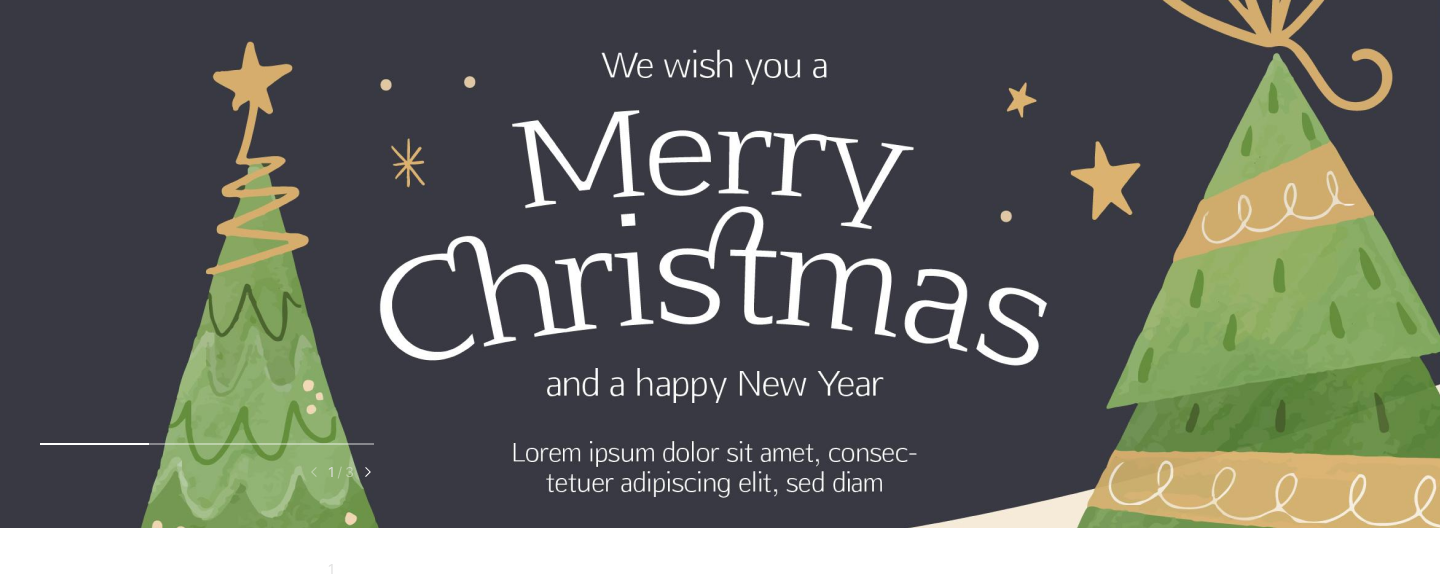 We wish you a
Merry
Christmas
and a happy New Year
Lorem ipsum dolor sit amet, consec-
tetuer adipiscing elit, sed diam
< 1 / 3 >
1